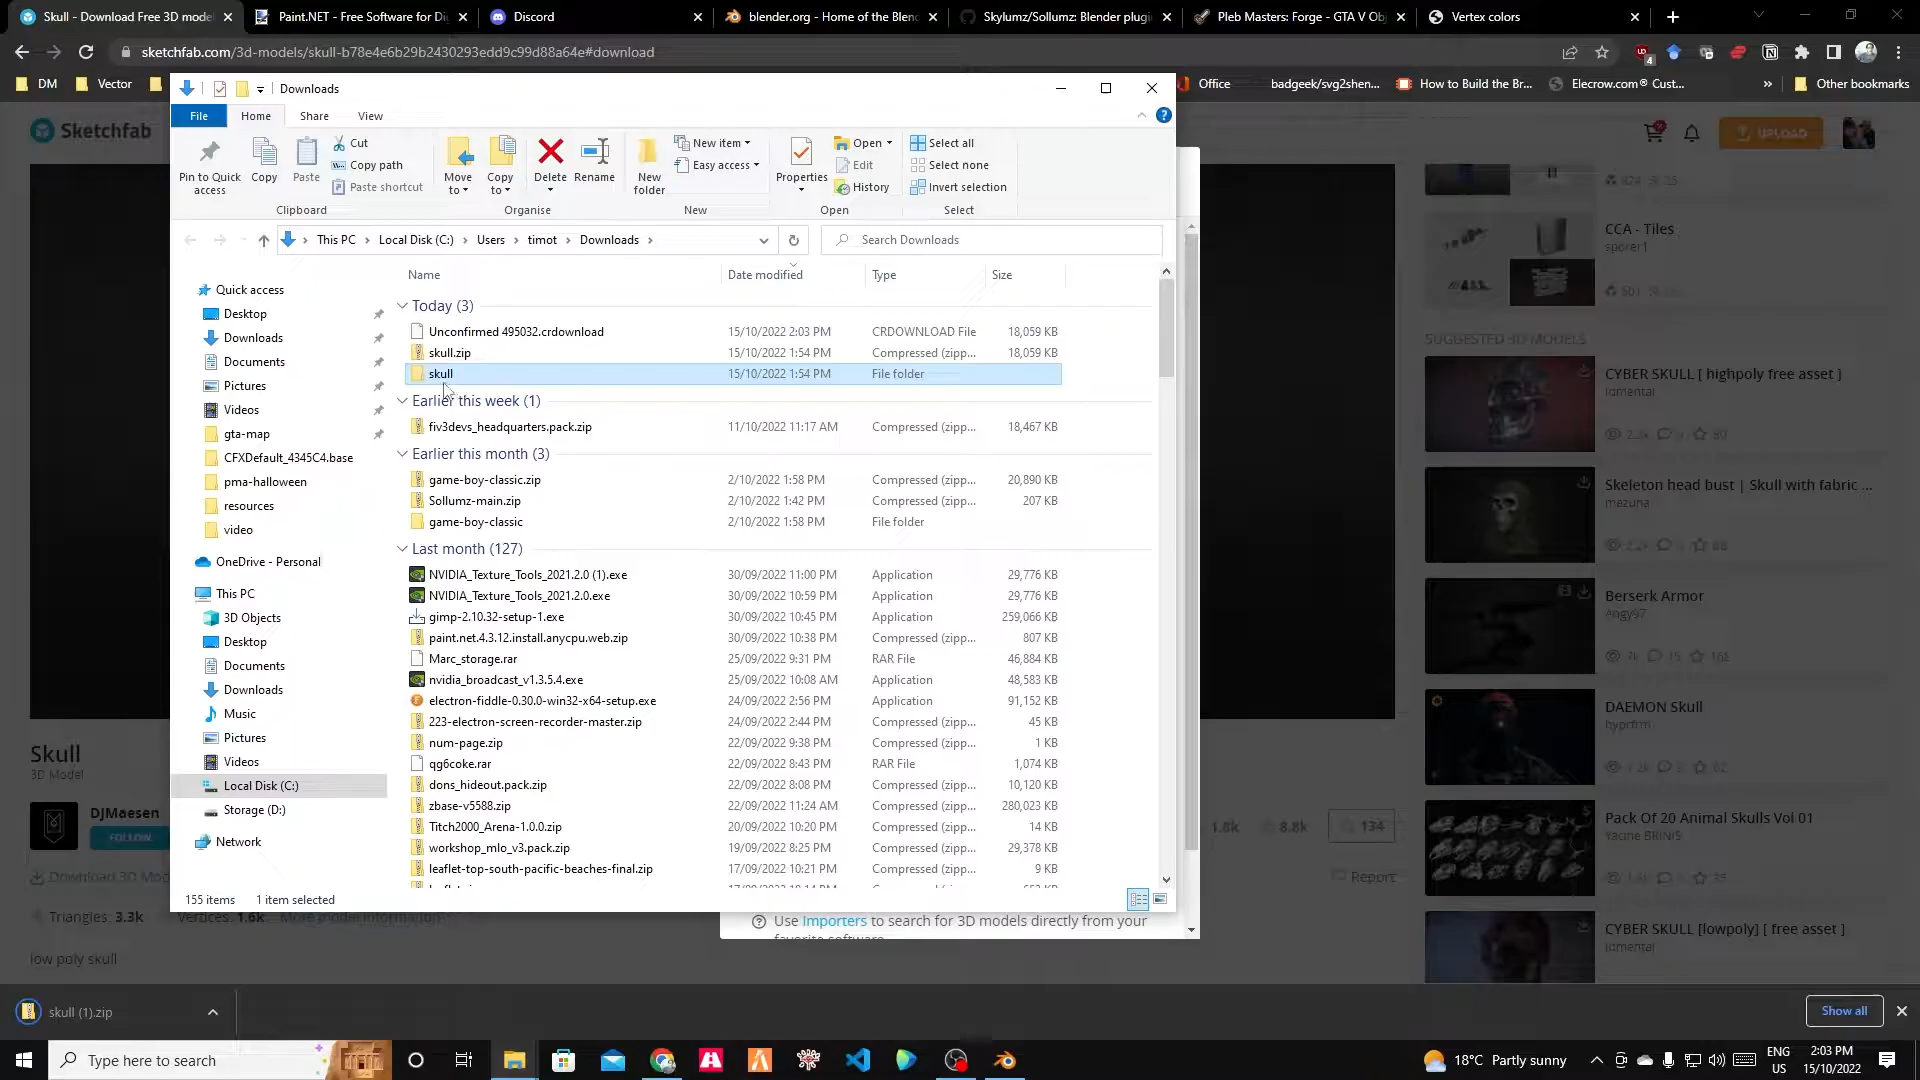 Skull - Download Free 3D mode
Paint.NET - Free Software for Di
Discord
blender.org - Home of the Blend
Skylumz/Sollumz: Blender plugi
Pleb Masters: Forge - GTA V Obj
Vertex colors
sketchfab.com/3d-models/skull-b78e4e6b29b2430293edd9c99d88a64e#download
DM
Vector
Office
badgeek/svg2shen...
How to Build the Br...
Elecrow.com® Cust...
Other bookmarks
Downloads
File
Home
Share
View
Pin to Quick access
Copy
Paste
Cut
Copy path
Paste shortcut
Clipboard
Move to
Copy to
Delete
Rename
Organise
New folder
New item
Easy access
New
Properties
Open
Edit
History
Open
Select all
Select none
Invert selection
Select
This PC
Local Disk (C:)
Users
timot
Downloads
Search Downloads
Sketchfab
UPLOAD
Name
Date modified
Type
Size
Quick access
Desktop
Downloads
Documents
Pictures
Videos
gta-map
CFXDefault_4345C4.base
pma-halloween
resources
video
OneDrive - Personal
This PC
3D Objects
Desktop
Documents
Downloads
Music
Pictures
Videos
Local Disk (C:)
Storage (D:)
Network
Today (3)
Unconfirmed 495032.crdownload 15/10/2022 2:03 PM CRDOWNLOAD File 18,059 KB
skull.zip 15/10/2022 1:54 PM Compressed (zipp... 18,059 KB
skull 15/10/2022 1:54 PM File folder
Earlier this week (1)
fiv3devs_headquarters.pack.zip 11/10/2022 11:17 AM Compressed (zipp... 18,467 KB
Earlier this month (3)
game-boy-classic.zip 2/10/2022 1:58 PM Compressed (zipp... 20,890 KB
Sollumz-main.zip 2/10/2022 1:42 PM Compressed (zipp... 207 KB
game-boy-classic 2/10/2022 1:58 PM File folder
Last month (127)
NVIDIA_Texture_Tools_2021.2.0 (1).exe 30/09/2022 11:00 PM Application 29,776 KB
NVIDIA_Texture_Tools_2021.2.0.exe 30/09/2022 10:59 PM Application 29,776 KB
gimp-2.10.32-setup-1.exe 30/09/2022 10:45 PM Application 259,066 KB
paint.net.4.3.12.install.anycpu.web.zip 30/09/2022 10:38 PM Compressed (zipp... 807 KB
Marc_storage.rar 25/09/2022 9:31 PM RAR File 46,884 KB
nvidia_broadcast_v1.3.5.4.exe 25/09/2022 10:08 AM Application 48,583 KB
electron-fiddle-0.30.0-win32-x64-setup.exe 24/09/2022 2:56 PM Application 91,152 KB
223-electron-screen-recorder-master.zip 24/09/2022 2:44 PM Compressed (zipp... 45 KB
num-page.zip 22/09/2022 9:38 PM Compressed (zipp... 1 KB
qg6coke.rar 22/09/2022 8:43 PM RAR File 1,074 KB
dons_hideout.pack.zip 22/09/2022 8:08 PM Compressed (zipp... 10,120 KB
zbase-v5588.zip 22/09/2022 11:24 AM Compressed (zipp... 280,023 KB
Titch2000_Arena-1.0.0.zip 20/09/2022 10:20 PM Compressed (zipp... 14 KB
workshop_mlo_v3.pack.zip 19/09/2022 8:25 PM Compressed (zipp... 29,378 KB
leaflet-top-south-pacific-beaches-final.zip 17/09/2022 10:21 PM Compressed (zipp... 9 KB
155 items
1 item selected
CCA - Tiles
sporer1
SUGGESTED 3D MODELS
CYBER SKULL [ highpoly free asset ]
Skeleton head bust | Skull with fabric ...
mezuna
Berserk Armor
Angy97
DAEMON Skull
hyprfrm
Pack Of 20 Animal Skulls Vol 01
Yacine BRINIS
CYBER SKULL [lowpoly] [ free asset ]
Skull
3D Model
DJMaesen
FOLLOW
Download 3D Mod
1.8k
8.8k
134
Report
Triangles: 3.3k
Vertices: 1.6k
More model information
low poly skull
Use Importers to search for 3D models directly from your
favorite software
skull (1).zip
Show all
Type here to search
18°C Partly sunny
ENG
US
2:03 PM
15/10/2022